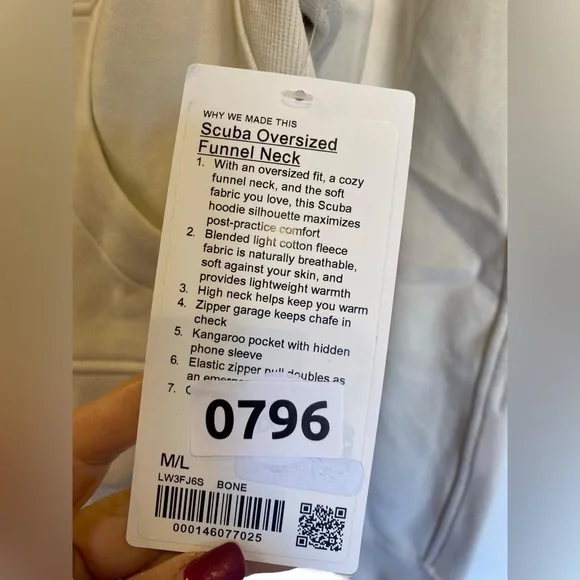 WHY WE MADE THIS
Scuba Oversized
Funnel Neck
1. With an oversized fit, a cozy
funnel neck, and the soft
fabric you love, this Scuba
hoodie silhouette maximizes
post-practice comfort
2. Blended light cotton fleece
fabric is naturally breathable,
soft against your skin, and
provides lightweight warmth
3. High neck helps keep you warm
4. Zipper garage keeps chafe in
check
5. Kangaroo pocket with hidden
phone sleeve
6. Elastic zipper pull doubles as
an
7.
0796
M/L
LW3FJ6S BONE
000146077025